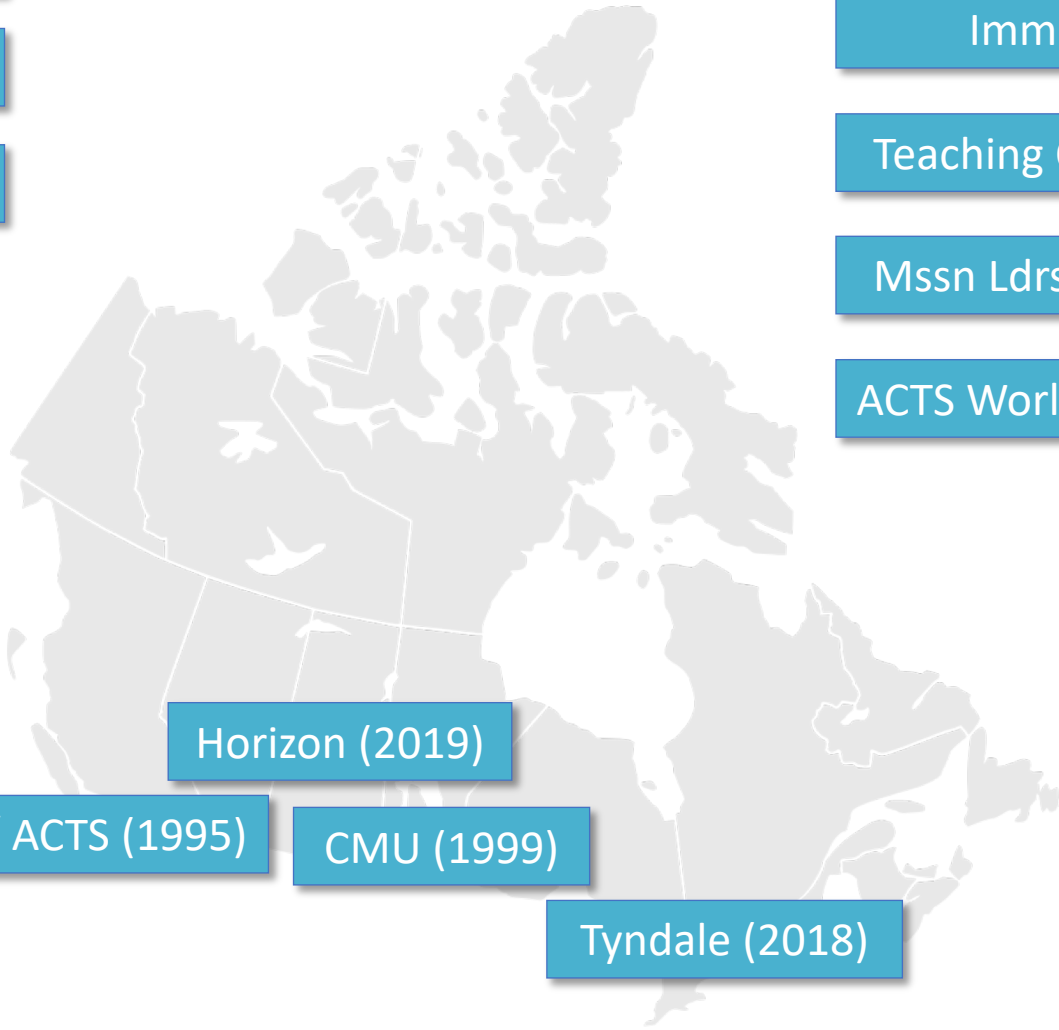 Imm
Teaching
Mssn Ldrs
ACTS Worl
Horizon (2019)
ACTS (1995)
CMU (1999)
Tyndale (2018)